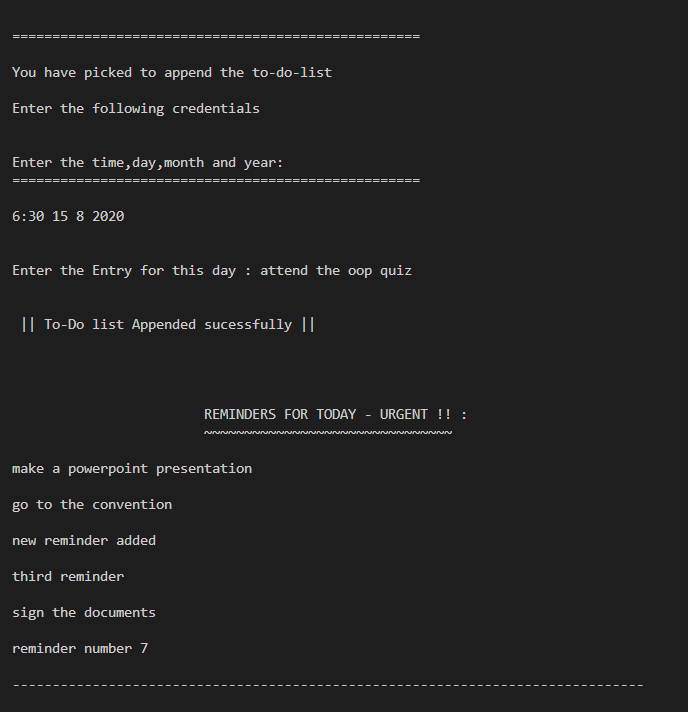 ==================================================
You have picked to append the to-do-list
Enter the following credentials
Enter the time,day,month and year:
==================================================
6:30 15 8 2020
Enter the Entry for this day : attend the oop quiz
|| To-Do list Appended sucessfully ||
REMINDERS FOR TODAY - URGENT !! :
~~~~~~~~~~~~~~~~~~~~~~~~~~~~~~~
make a powerpoint presentation
go to the convention
new reminder added
third reminder
sign the documents
reminder number 7
-------------------------------------------------------------------------------